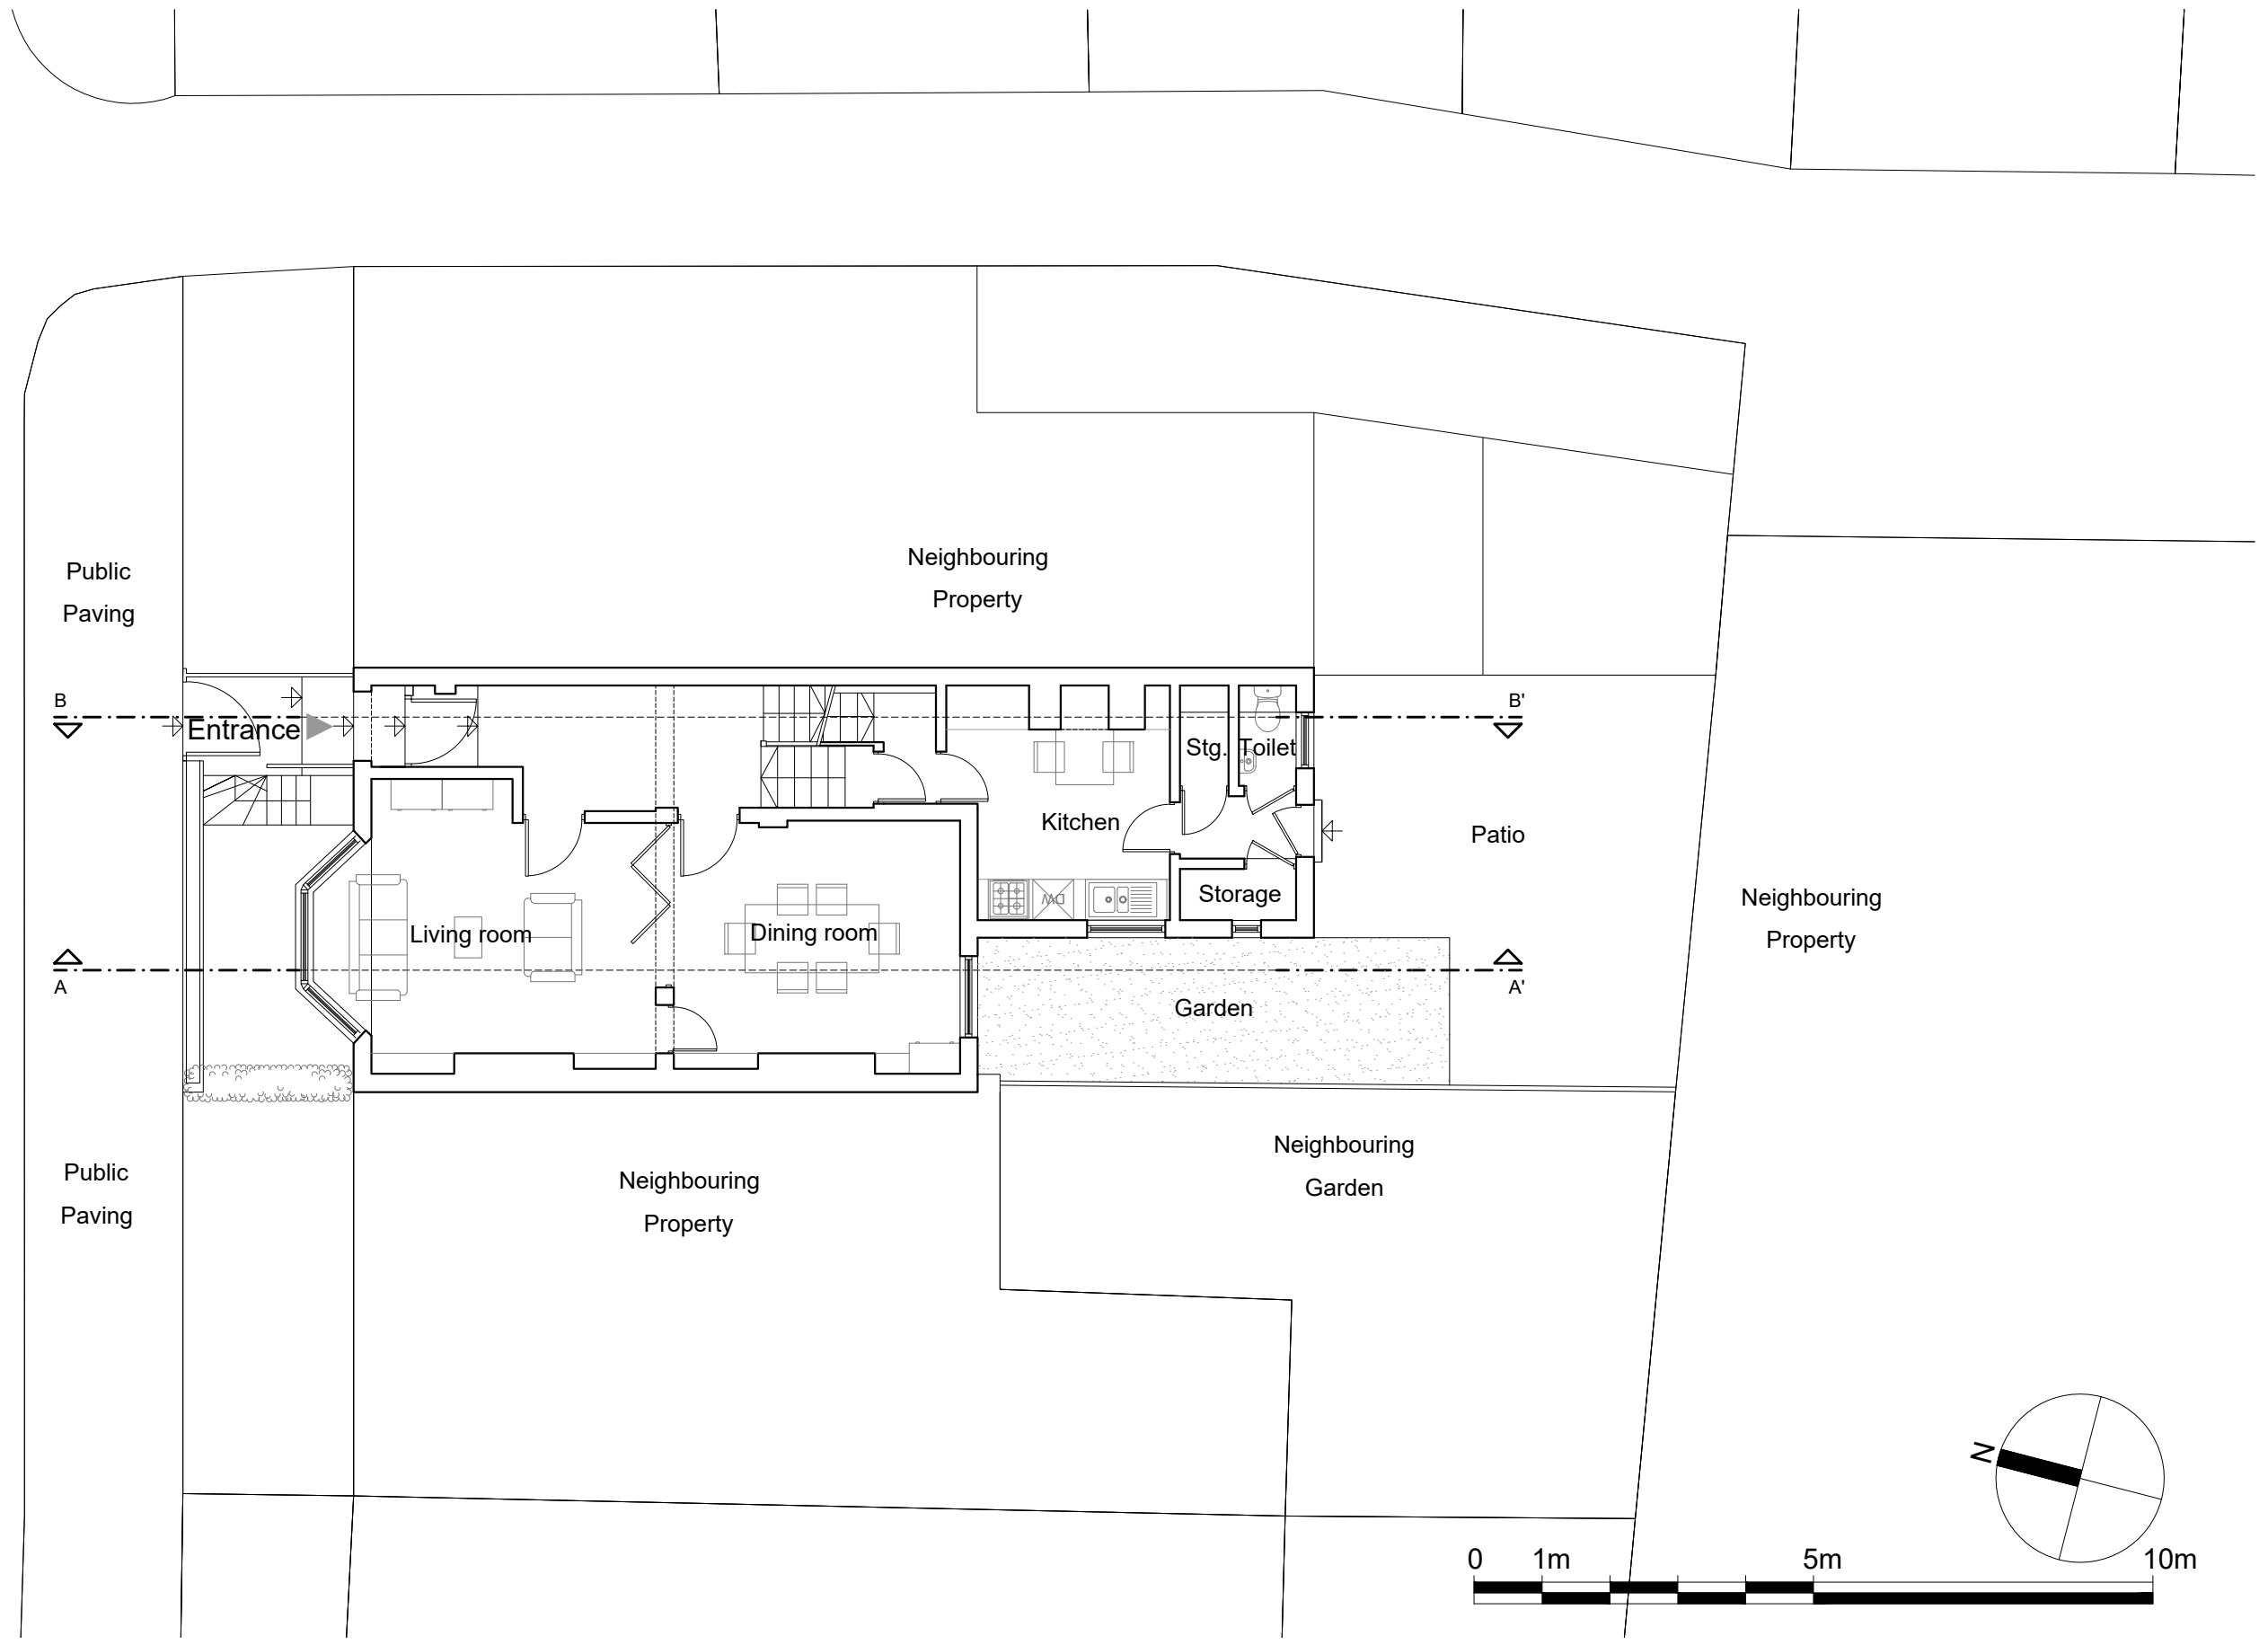 Public
Paving
Neighbouring
Property
B
B'
Entrance
Stg.
Toilet
Kitchen
Patio
Storage
DW
Neighbouring
Property
Living room
Dining room
A
A'
Garden
Neighbouring
Garden
Public
Paving
Neighbouring
Property
N
0 1m 5m 10m